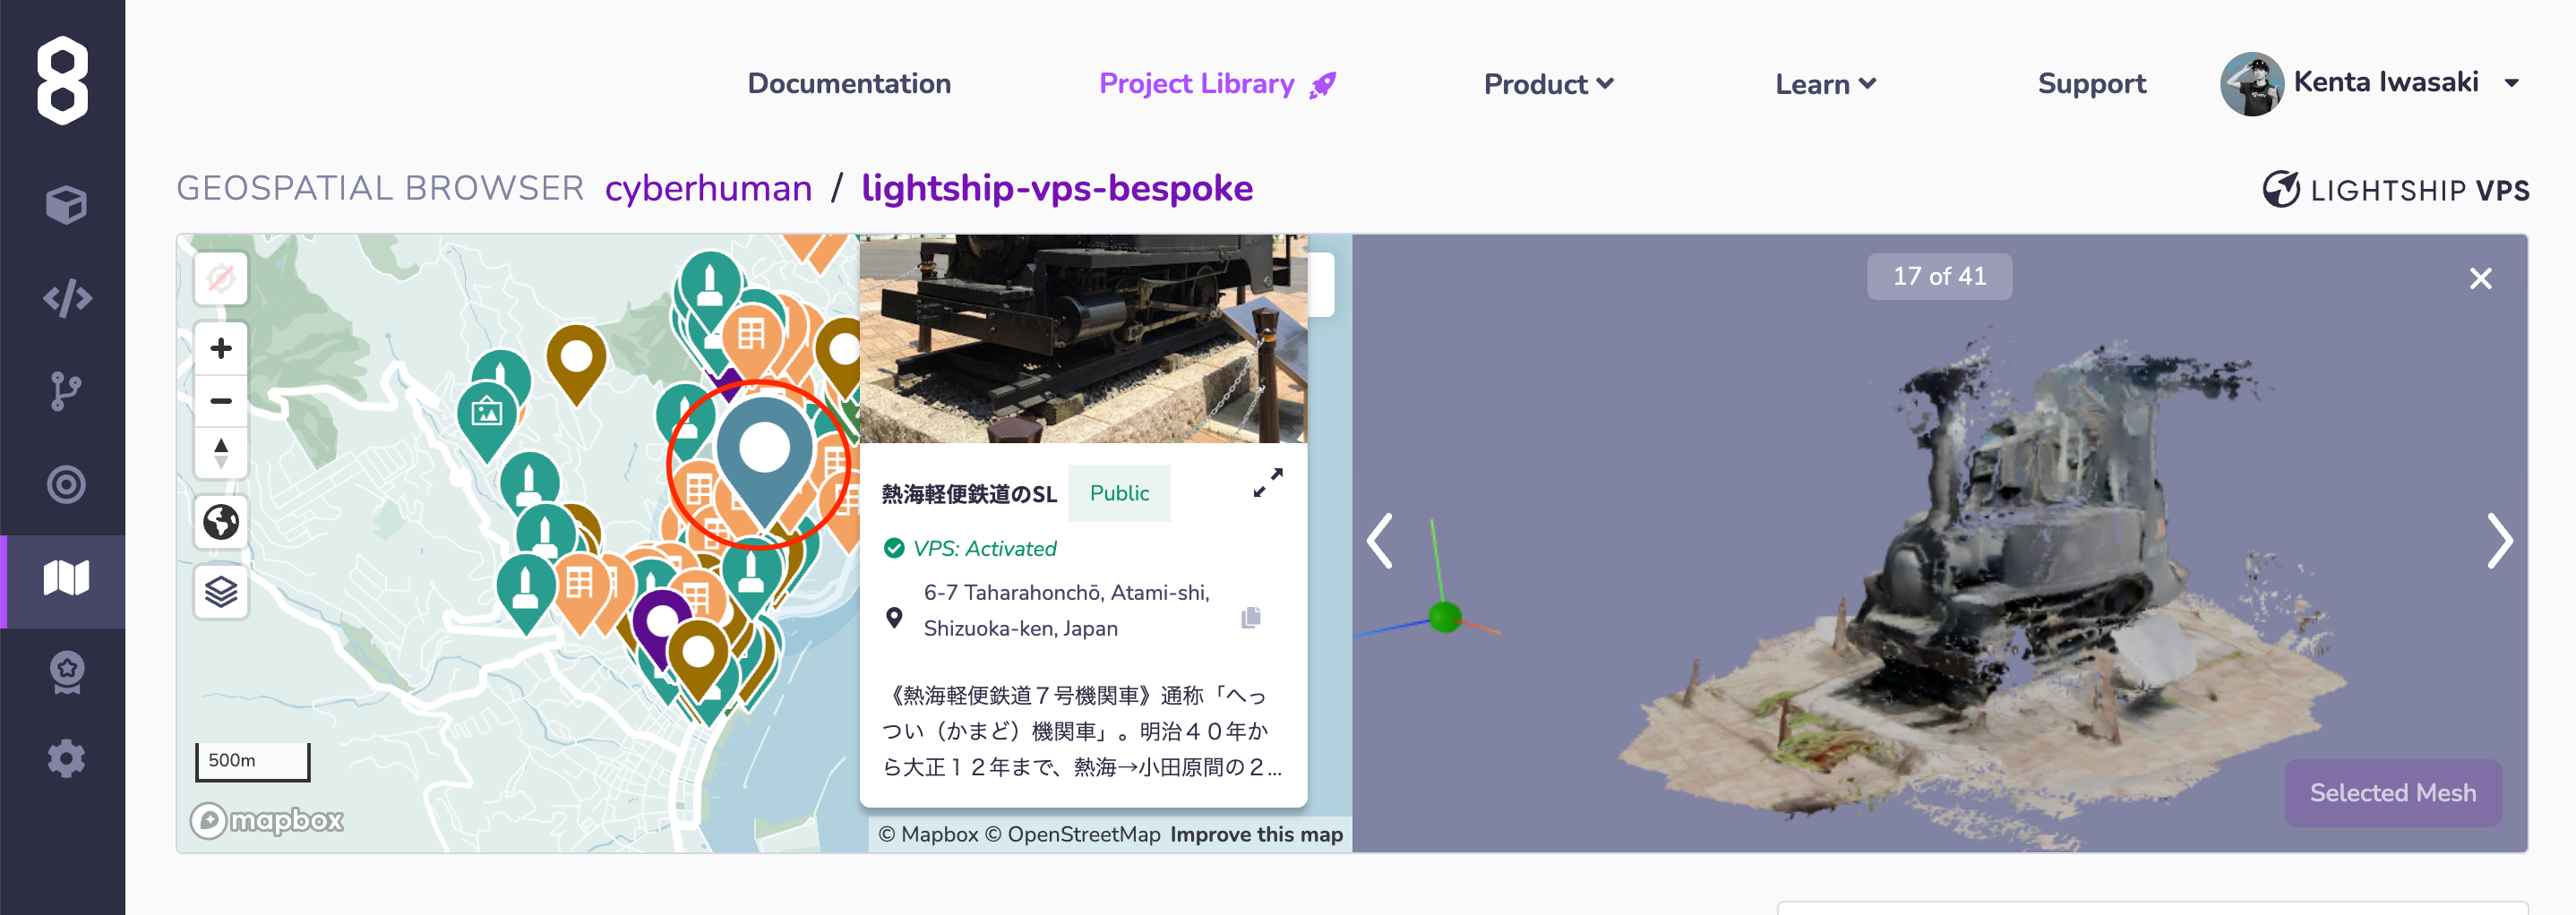 Documentation
Project Library
Product
Learn
Support
Kenta Iwasaki
GEOSPATIAL BROWSER cyberhuman / lightship-vps-bespoke
LIGHTSHIP VPS
17 of 41
熱海軽便鉄道のSL
Public
VPS: Activated
6-7 Taharahonchō, Atami-shi,
Shizuoka-ken, Japan
《熱海軽便鉄道７号機関車》通称「へっ
つい（かまど）機関車」。明治４０年か
ら大正１２年まで、熱海→小田原間の２...
500m
mapbox
© Mapbox © OpenStreetMap Improve this map
Selected Mesh